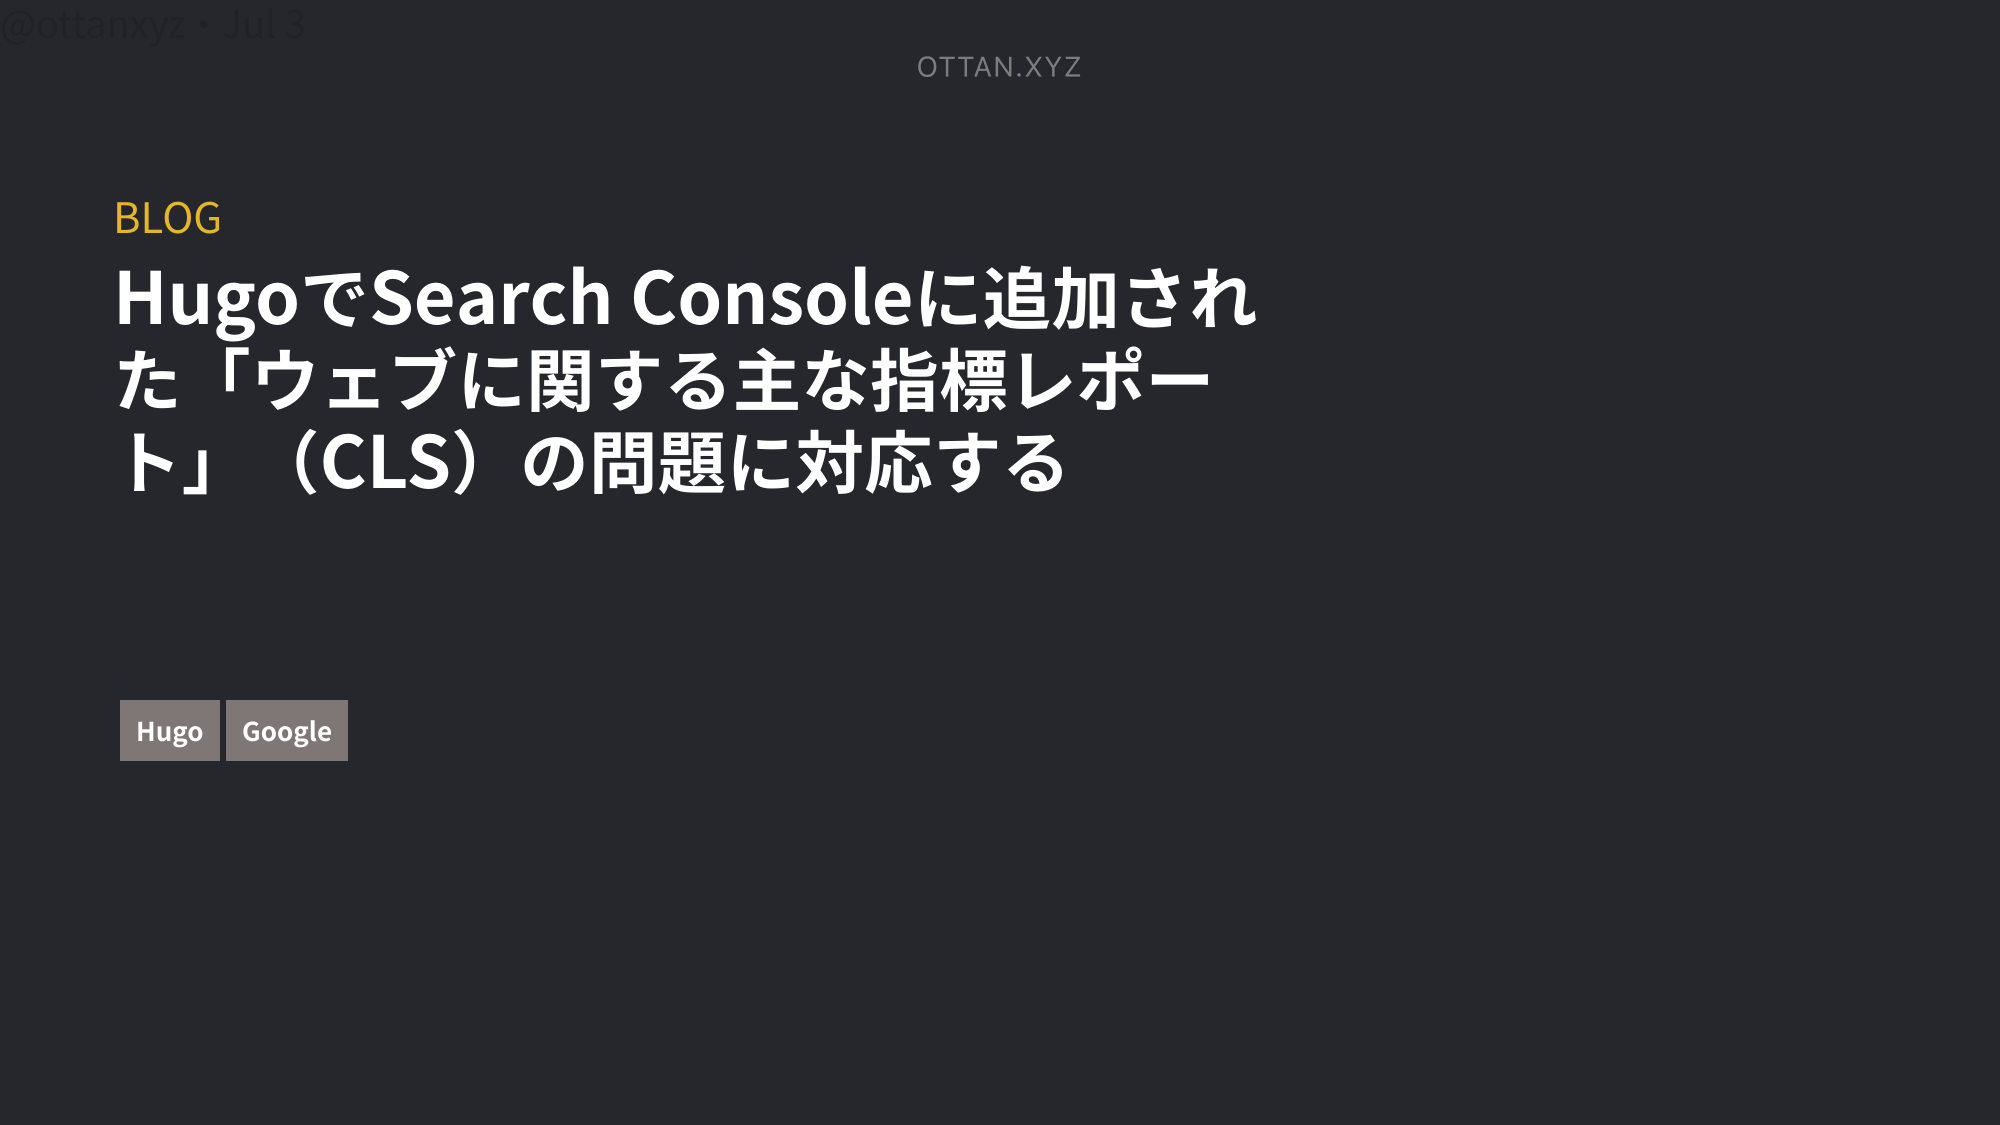 @ottanxyz・Jul 3
OTTAN.XYZ
BLOG
HugoでSearch Consoleに追加され
た「ウェブに関する主な指標レポー
ト」（CLS）の問題に対応する
Hugo
Google